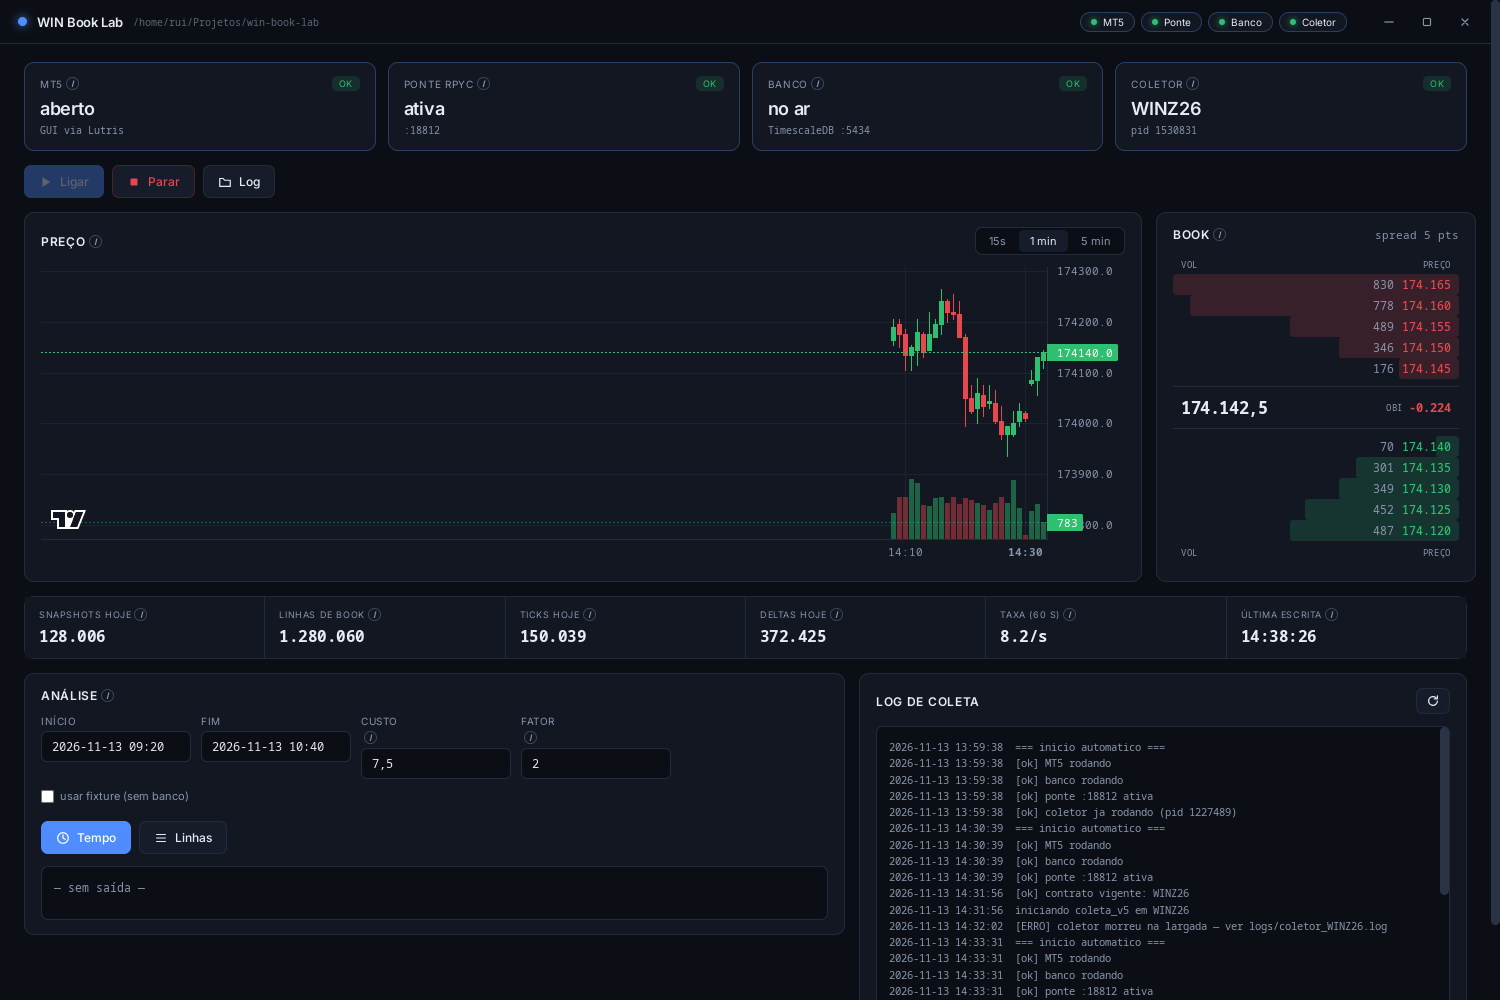 WIN Book Lab /home/rui/Projetos/win-book-lab MT5 Ponte Banco Coletor
MT5 i OK
aberto
GUI via Lutris
PONTE RPYC i OK
ativa
:18812
BANCO i OK
no ar
TimescaleDB :5434
COLETOR i OK
WINZ26
pid 1530831
Ligar Parar Log
PREÇO i 15s 1 min 5 min
174300.0
174200.0
174140.0
174100.0
174000.0
173900.0
783 00.0
14:10 14:30
BOOK i spread 5 pts
VOL PREÇO
830 174.165
778 174.160
489 174.155
346 174.150
176 174.145
174.142,5 OBI -0.224
70 174.140
301 174.135
349 174.130
452 174.125
487 174.120
VOL PREÇO
SNAPSHOTS HOJE i
128.006
LINHAS DE BOOK i
1.280.060
TICKS HOJE i
150.039
DELTAS HOJE i
372.425
TAXA (60 S) i
8.2/s
ÚLTIMA ESCRITA i
14:38:26
ANÁLISE i
INÍCIO FIM CUSTO i FATOR i
2026-11-13 09:20 2026-11-13 10:40 7,5 2
usar fixture (sem banco)
Tempo Linhas
— sem saída —
LOG DE COLETA
2026-11-13 13:59:38 === inicio automatico ===
2026-11-13 13:59:38 [ok] MT5 rodando
2026-11-13 13:59:38 [ok] banco rodando
2026-11-13 13:59:38 [ok] ponte :18812 ativa
2026-11-13 13:59:38 [ok] coletor ja rodando (pid 1227489)
2026-11-13 14:30:39 === inicio automatico ===
2026-11-13 14:30:39 [ok] MT5 rodando
2026-11-13 14:30:39 [ok] banco rodando
2026-11-13 14:30:39 [ok] ponte :18812 ativa
2026-11-13 14:31:56 [ok] contrato vigente: WINZ26
2026-11-13 14:31:56 iniciando coleta_v5 em WINZ26
2026-11-13 14:32:02 [ERRO] coletor morreu na largada — ver logs/coletor_WINZ26.log
2026-11-13 14:33:31 === inicio automatico ===
2026-11-13 14:33:31 [ok] MT5 rodando
2026-11-13 14:33:31 [ok] banco rodando
2026-11-13 14:33:31 [ok] ponte :18812 ativa